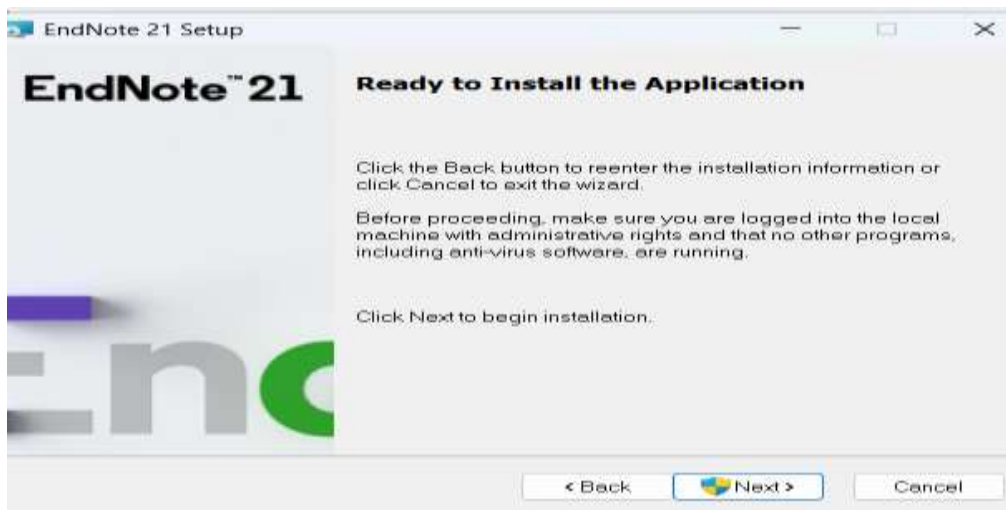 EndNote 21 Setup
EndNote™21
Ready to Install the Application
Click the Back button to reenter the installation information or
click Cancel to exit the wizard.
Before proceeding, make sure you are logged into the local
machine with administrative rights and that no other programs,
including anti-virus software, are running.
Click Next to begin installation.
Enc
< Back
Next >
Cancel